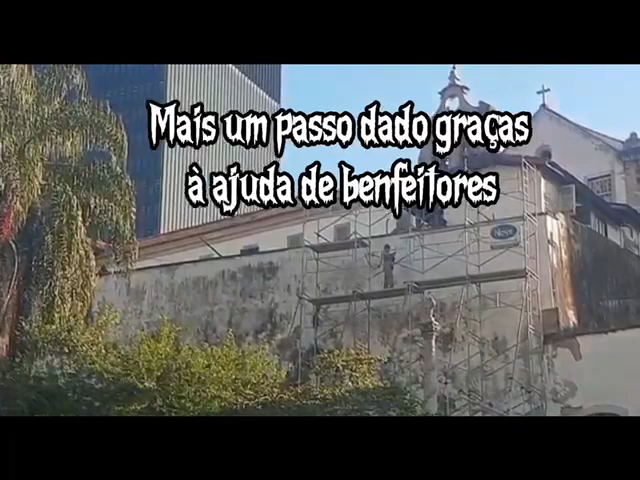 Mais um passo dado graças
à ajuda de benfeitores